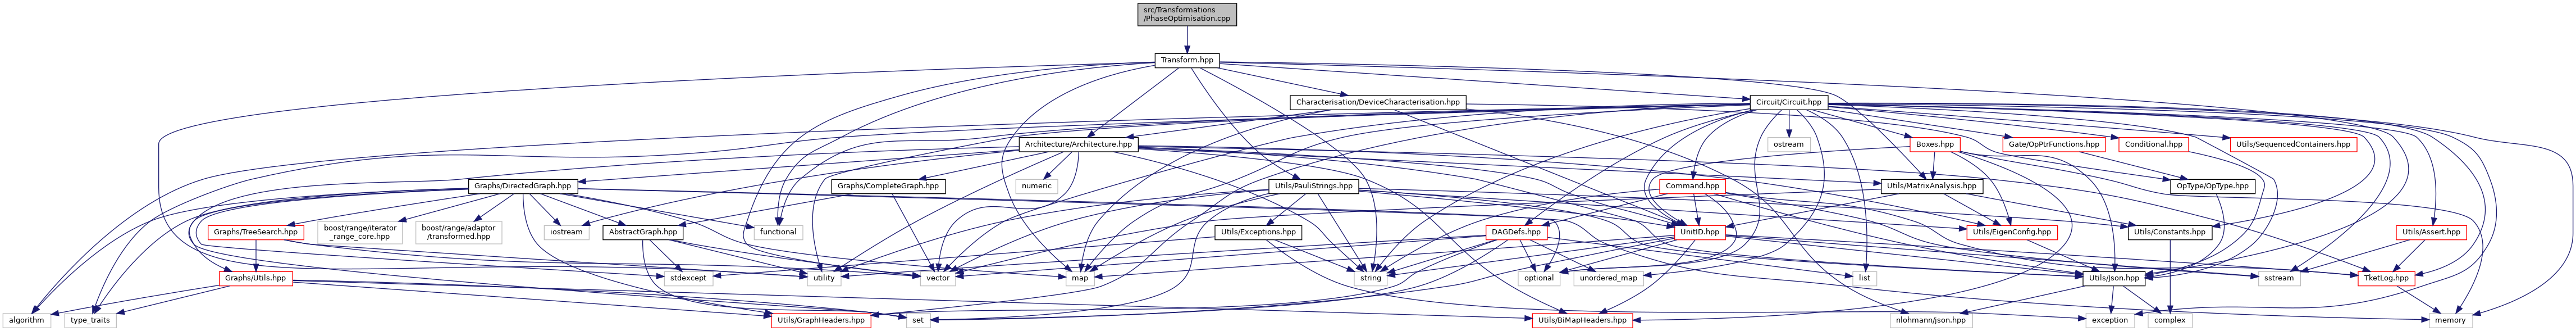 src/Transformations
/PhaseOptimisation.cpp
Transform.hpp
Characterisation/DeviceCharacterisation.hpp
Circuit/Circuit.hpp
Architecture/Architecture.hpp
ostream
Boxes.hpp
Gate/OpPtrFunctions.hpp
Conditional.hpp
Utils/SequencedContainers.hpp
Graphs/DirectedGraph.hpp
Graphs/CompleteGraph.hpp
numeric
Utils/PauliStrings.hpp
Command.hpp
Utils/MatrixAnalysis.hpp
OpType/OpType.hpp
Graphs/TreeSearch.hpp
boost/range/iterator
_range_core.hpp
boost/range/adaptor
/transformed.hpp
iostream
AbstractGraph.hpp
functional
Utils/Exceptions.hpp
DAGDefs.hpp
UnitID.hpp
Utils/EigenConfig.hpp
Utils/Constants.hpp
Utils/Assert.hpp
Graphs/Utils.hpp
stdexcept
utility
vector
map
string
optional
unordered_map
list
Utils/Json.hpp
sstream
TketLog.hpp
algorithm
type_traits
Utils/GraphHeaders.hpp
set
Utils/BiMapHeaders.hpp
nlohmann/json.hpp
exception
complex
memory